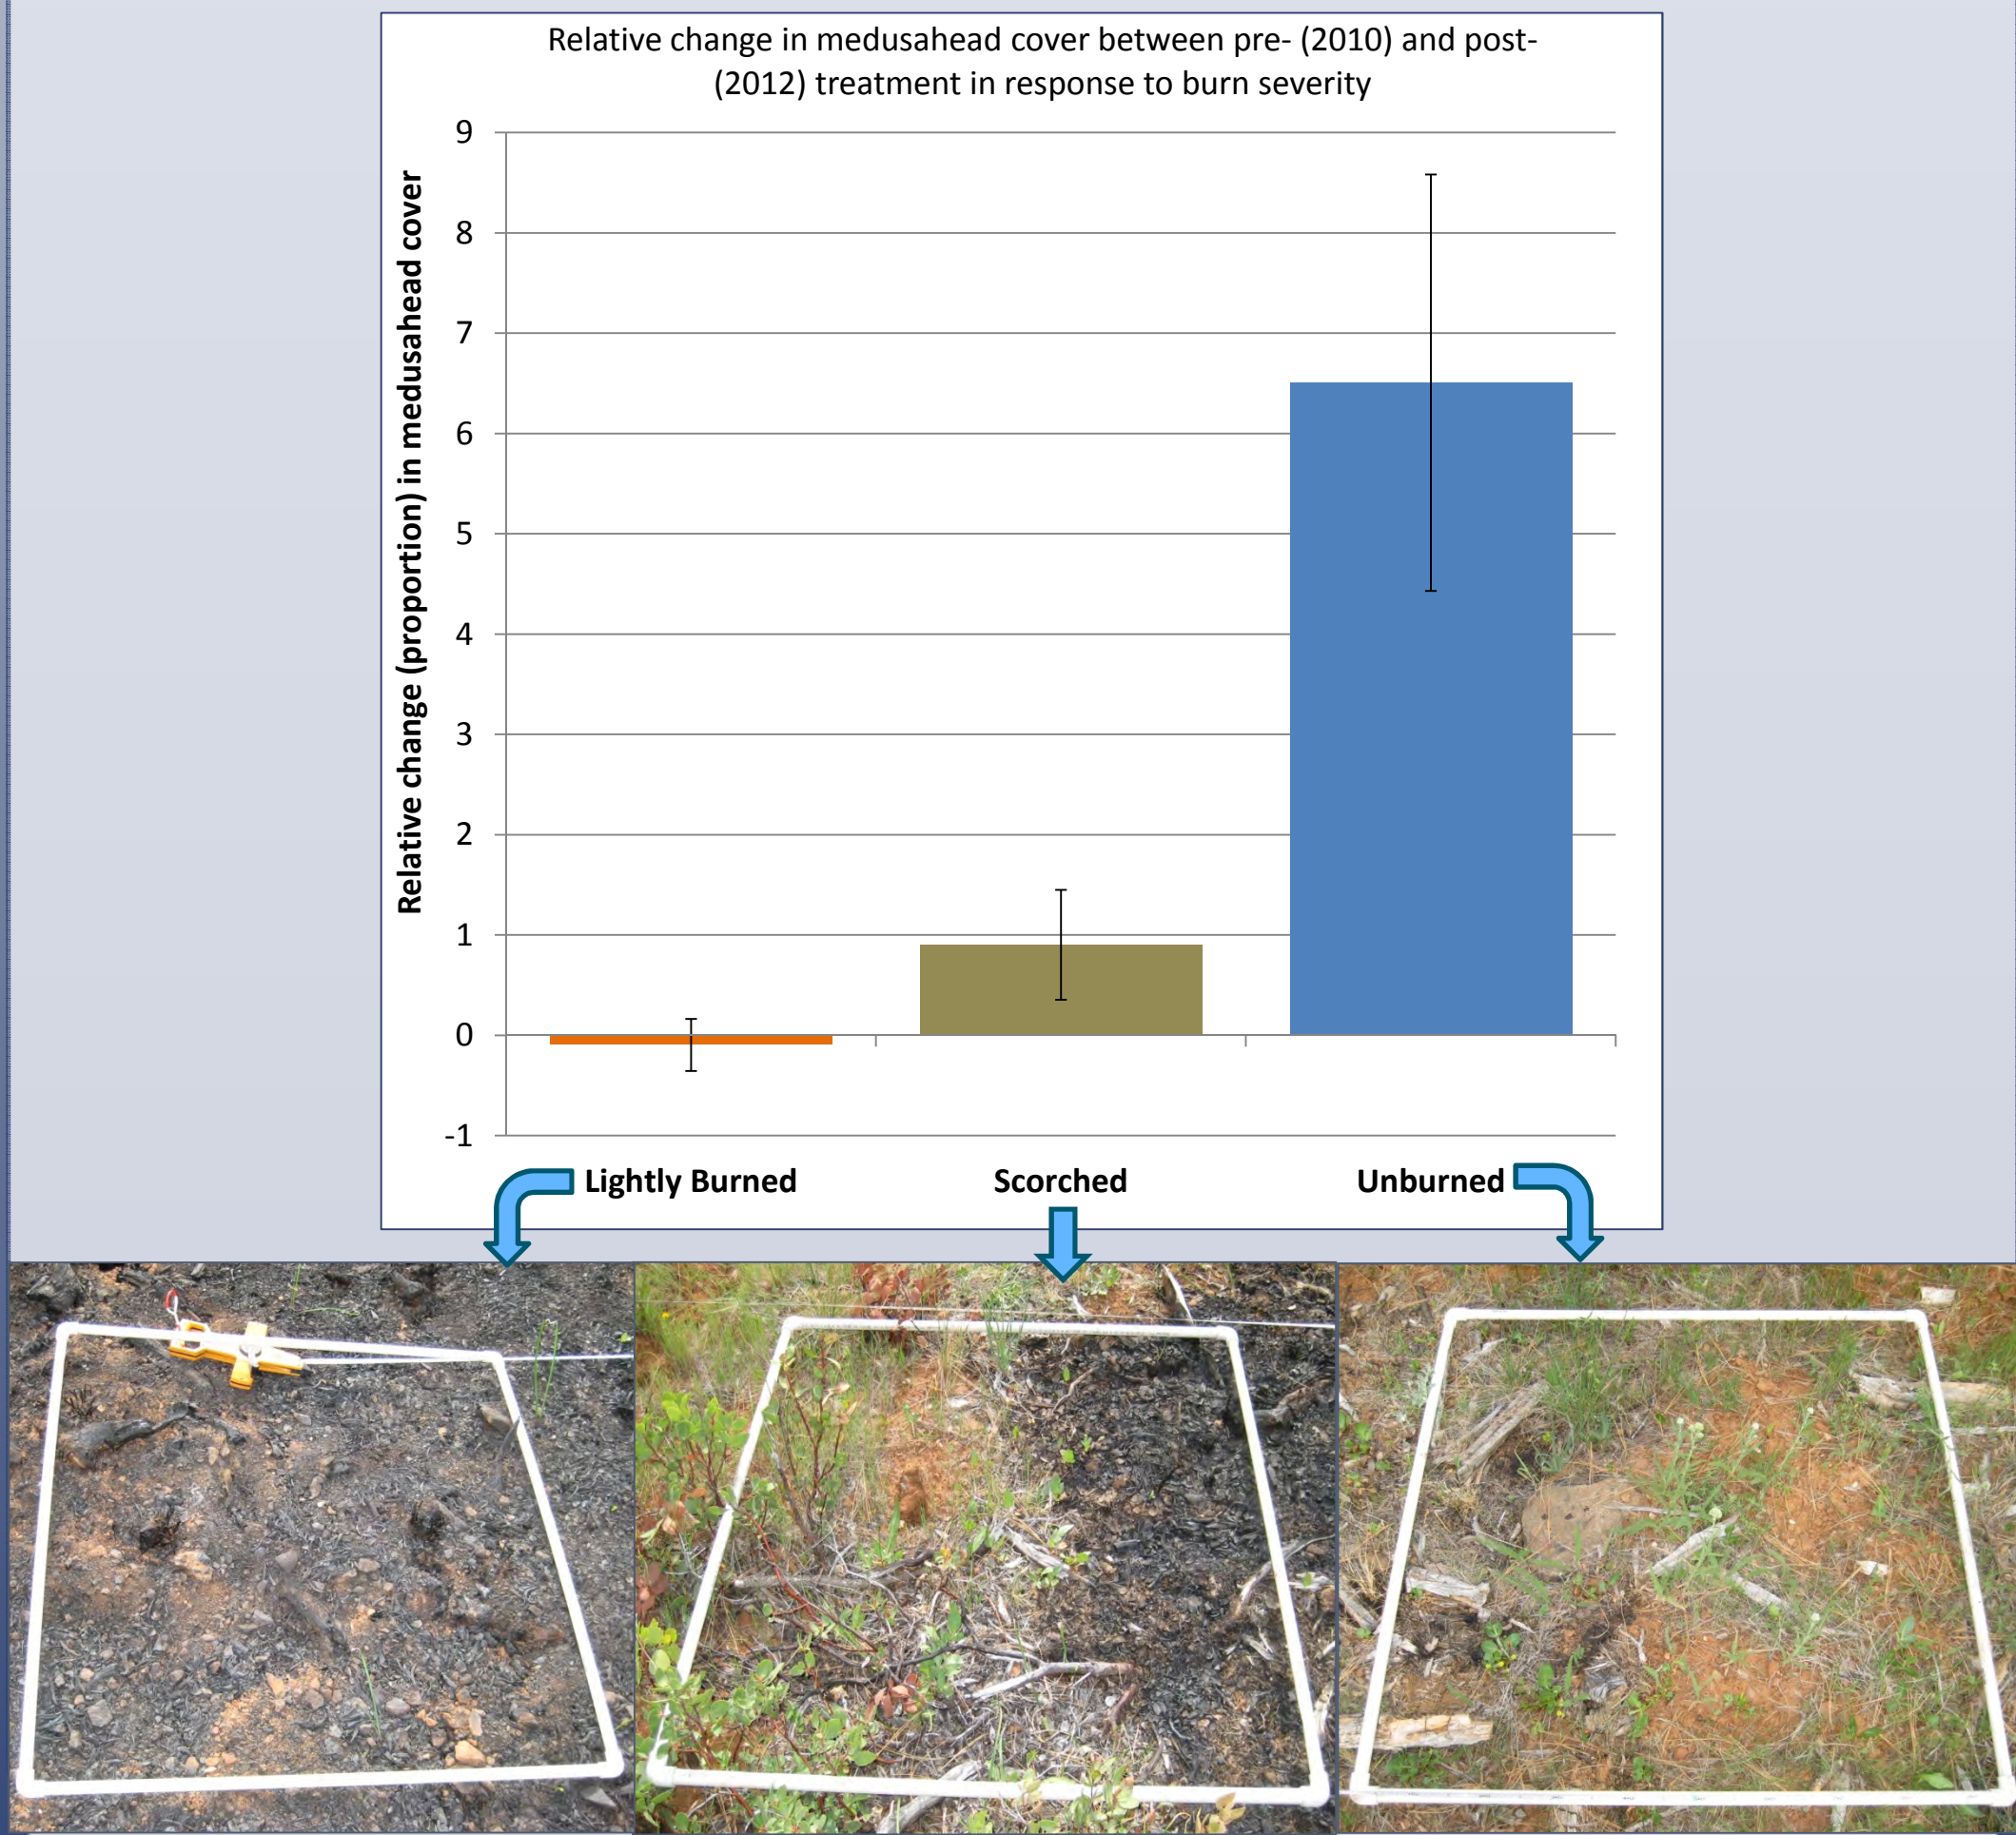 Relative change in medusahead cover between pre- (2010) and post-
(2012) treatment in response to burn severity
Relative change (proportion) in medusahead cover
9
8
7
6
5
4
3
2
1
0
-1
Lightly Burned
Scorched
Unburned